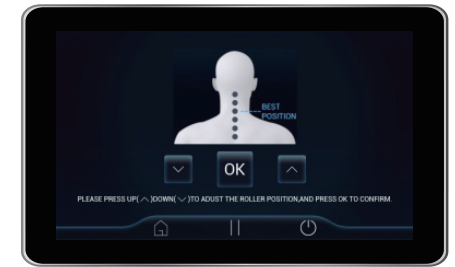 BEST
POSITION
OK
PLEASE PRESS UP( ︿ )DOWN( ﹀ )TO ADUST THE ROLLER POSITION,AND PRESS OK TO CONFIRM.